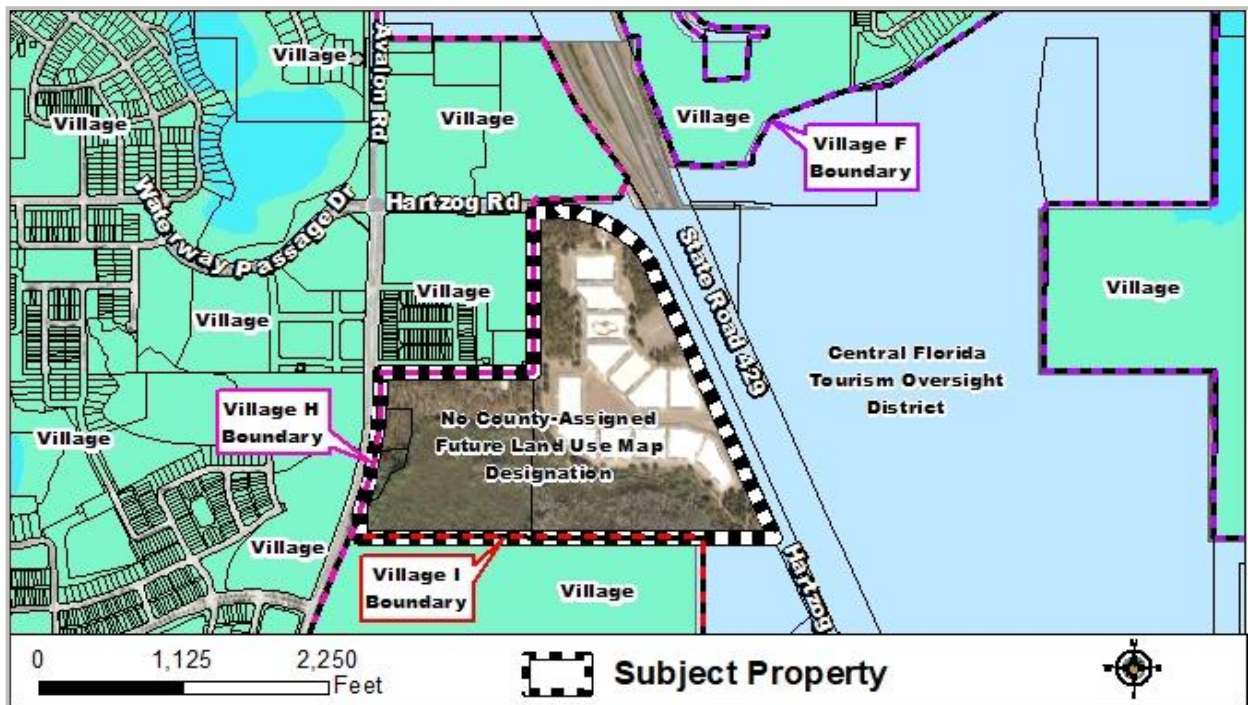 Avalon Rd
Village
Village
Village
Village
Village F
Boundary
Hartzog Rd
Waterway Passage Dr
State Road 429
Village
Village
Village
Central Florida
Tourism Oversight
District
Village H
Boundary
No County-Assigned
Future Land Use Map
Designation
Village
Village
Village I
Boundary
Village
Hartzog
0 1,125 2,250
Feet
Subject Property